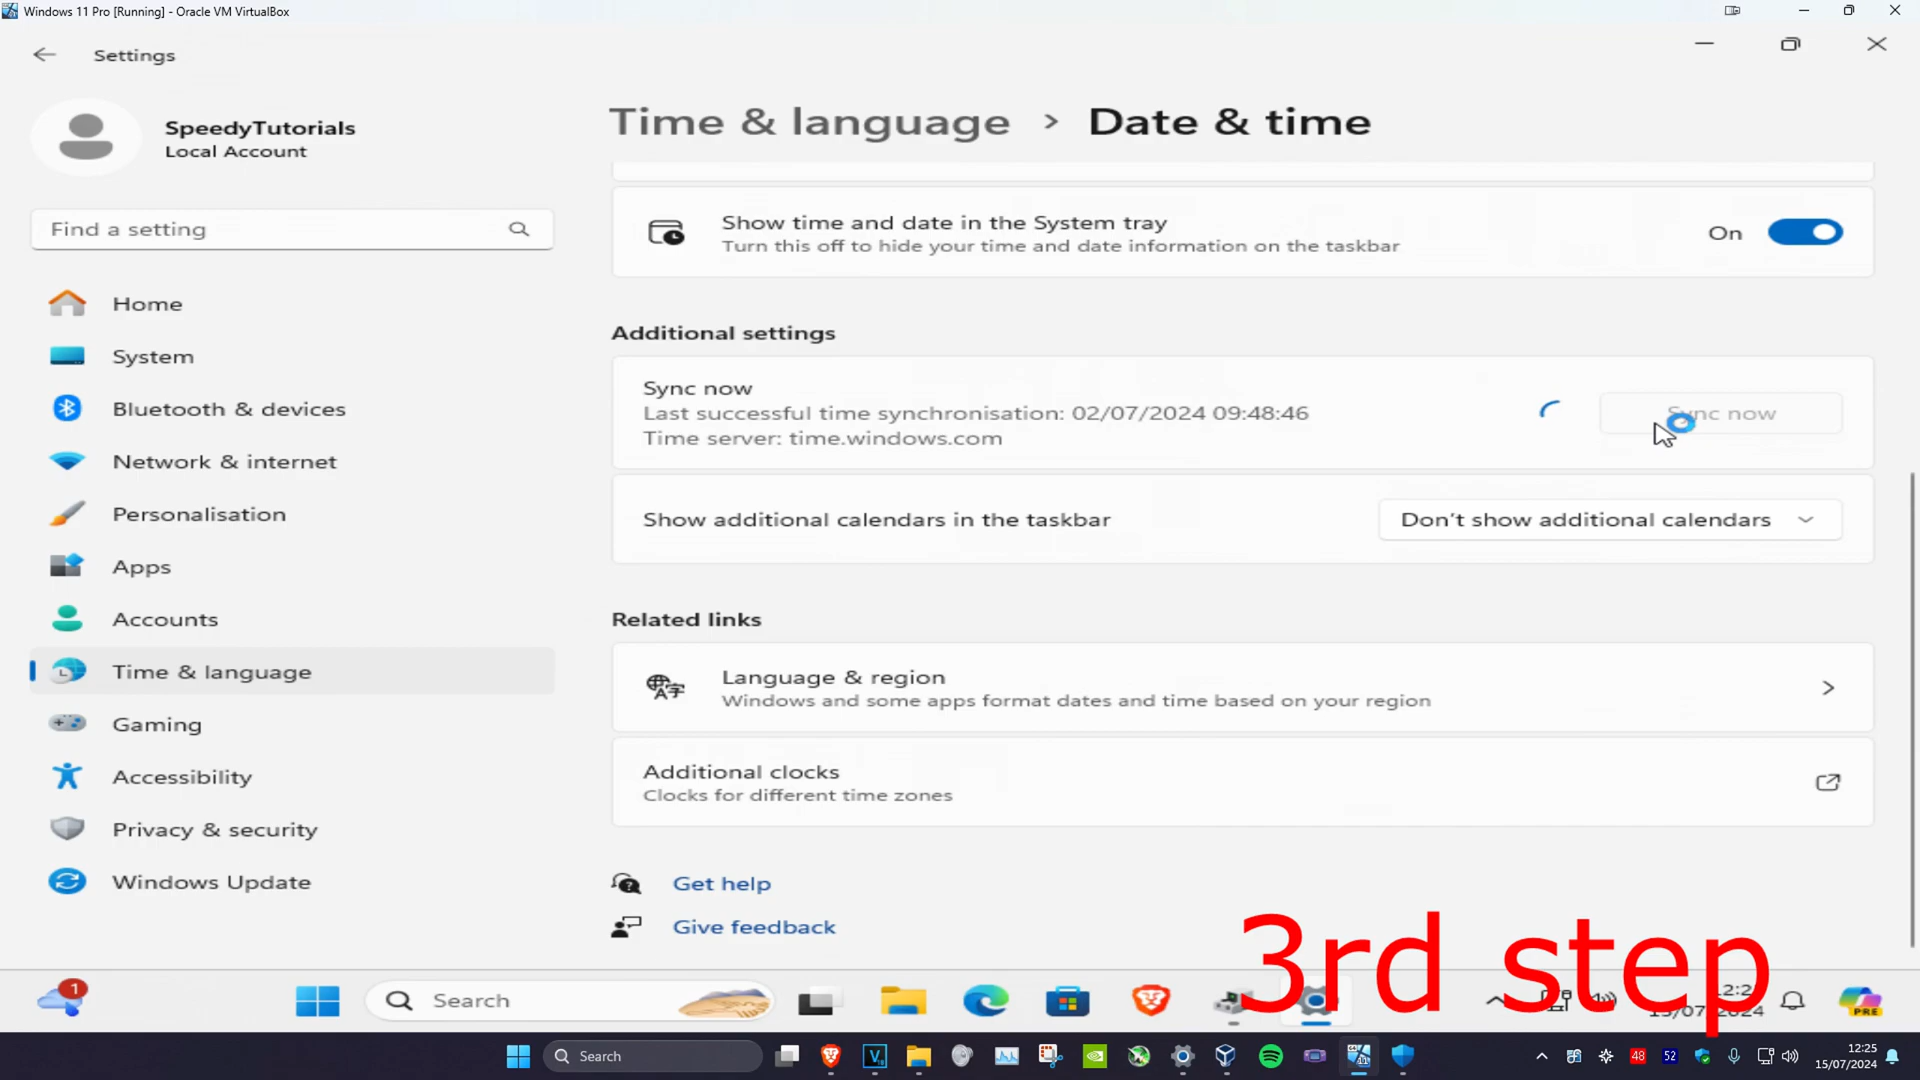 Windows 11 Pro [Running] - Oracle VM VirtualBox
Settings
SpeedyTutorials
Local Account
Find a setting
Home
System
Bluetooth & devices
Network & internet
Personalisation
Apps
Accounts
Time & language
Gaming
Accessibility
Privacy & security
Windows Update
Time & language > Date & time
Show time and date in the System tray
Turn this off to hide your time and date information on the taskbar
On
Additional settings
Sync now
Last successful time synchronisation: 02/07/2024 09:48:46
Time server: time.windows.com
Sync now
Show additional calendars in the taskbar
Don't show additional calendars
Related links
Language & region
Windows and some apps format dates and time based on your region
Additional clocks
Clocks for different time zones
Get help
Give feedback
3rd step
1
Search
PRE
Search
48
52
12:25
15/07/2024